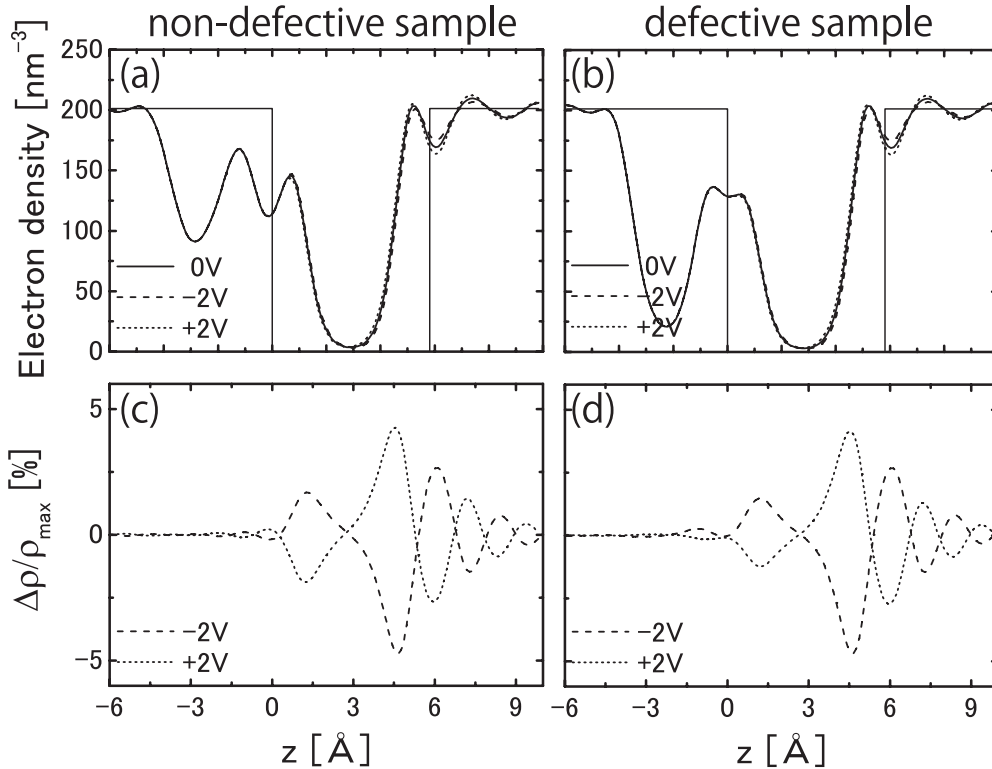 non-defective sample
defective sample
Electron density [nm⁻³]
250
200
150
100
50
0
(a)
0V
−2V
+2V
(b)
0V
−2V
+2V
Δρ/ρmax [%]
5
0
−5
(c)
−2V
+2V
(d)
−2V
+2V
−6 −3 0 3 6 9
−6 −3 0 3 6 9
z [Å]
z [Å]